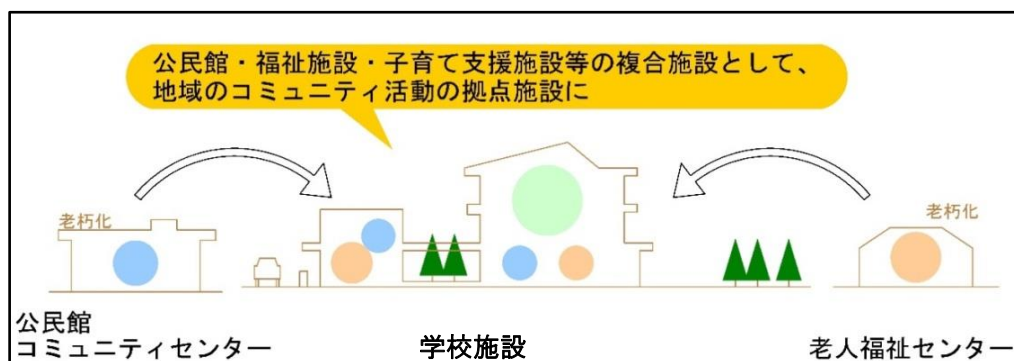 公民館・福祉施設・子育て支援施設等の複合施設として、
地域のコミュニティ活動の拠点施設に
老朽化
老朽化
公民館
コミュニティセンター
学校施設
老人福祉センター